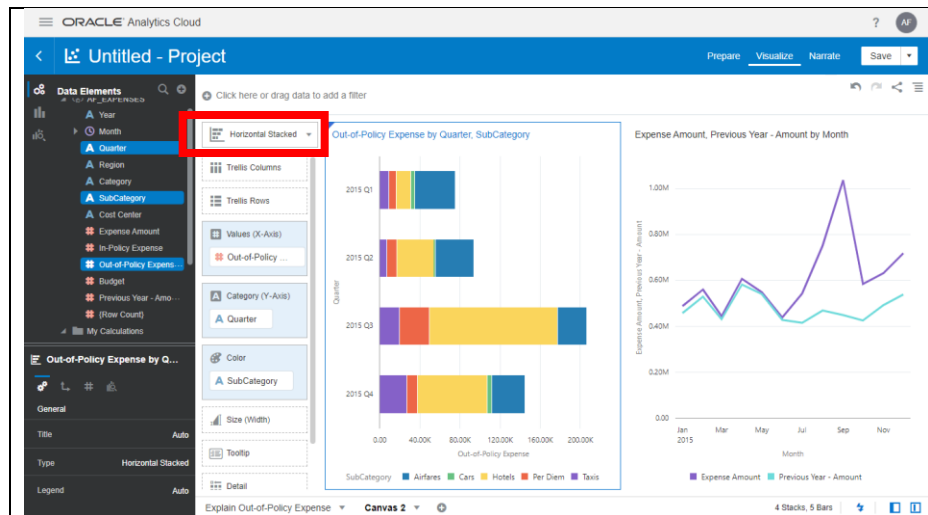 ORACLE Analytics Cloud
?
AF
Untitled - Project
Prepare
Visualize
Narrate
Save
Data Elements
AF_EXPENSES
A Year
Month
A Quarter
A Region
A Category
A SubCategory
A Cost Center
# Expense Amount
# In-Policy Expense
# Out-of-Policy Expens...
# Budget
# Previous Year - Amo...
# (Row Count)
My Calculations
Out-of-Policy Expense by Q...
General
Title Auto
Type Horizontal Stacked
Legend Auto
Click here or drag data to add a filter
Horizontal Stacked
Trellis Columns
Trellis Rows
Values (X-Axis)
# Out-of-Policy ...
Category (Y-Axis)
A Quarter
Color
A SubCategory
Size (Width)
Tooltip
Detail
Out-of-Policy Expense by Quarter, SubCategory
Quarter
2015 Q1
2015 Q2
2015 Q3
2015 Q4
0.00 40.00K 80.00K 120.00K 160.00K 200.00K
Out-of-Policy Expense
SubCategory Airfares Cars Hotels Per Diem Taxis
Expense Amount, Previous Year - Amount by Month
Expense Amount, Previous Year - Amount
1.00M
0.80M
0.60M
0.40M
0.20M
0.00
Jan Mar May Jul Sep Nov
2015
Month
Expense Amount Previous Year - Amount
Explain Out-of-Policy Expense
Canvas 2
4 Stacks, 5 Bars